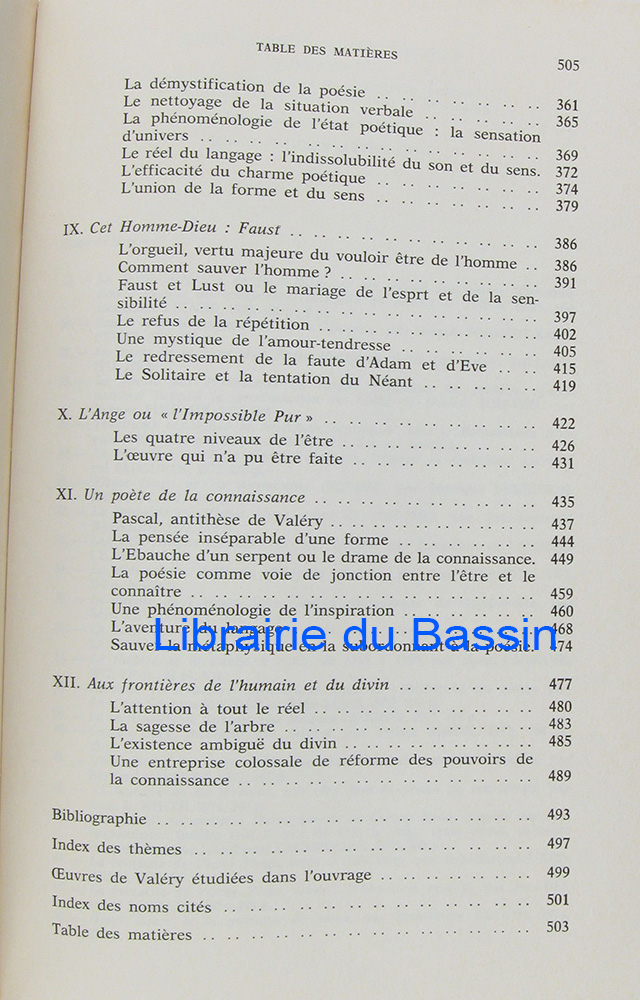 TABLE DES MATIÈRES 505
La démystification de la poésie .. .. .. .. .. .. .. .. 361
Le nettoyage de la situation verbale .. .. .. .. .. .. 365
La phénoménologie de l'état poétique : la sensation
d'univers .. .. .. .. .. .. .. .. .. .. .. .. .. .. 369
Le réel du langage : l'indissolubilité du son et du sens. 372
L'efficacité du charme poétique .. .. .. .. .. .. .. 374
L'union de la forme et du sens .. .. .. .. .. .. .. 379
IX. Cet Homme-Dieu : Faust .. .. .. .. .. .. .. .. .. .. 386
L'orgueil, vertu majeure du vouloir être de l'homme .. 386
Comment sauver l'homme ? .. .. .. .. .. .. .. .. 391
Faust et Lust ou le mariage de l'esprt et de la sen-
sibilité .. .. .. .. .. .. .. .. .. .. .. .. .. .. 397
Le refus de la répétition .. .. .. .. .. .. .. .. .. 402
Une mystique de l'amour-tendresse .. .. .. .. .. .. 405
Le redressement de la faute d'Adam et d'Eve .. .. 415
Le Solitaire et la tentation du Néant .. .. .. .. .. 419
X. L'Ange ou « l'Impossible Pur » .. .. .. .. .. .. .. .. 422
Les quatre niveaux de l'être .. .. .. .. .. .. .. .. 426
L'œuvre qui n'a pu être faite .. .. .. .. .. .. .. .. 431
XI. Un poète de la connaissance .. .. .. .. .. .. .. .. .. 435
Pascal, antithèse de Valéry .. .. .. .. .. .. .. .. .. 437
La pensée inséparable d'une forme .. .. .. .. .. .. 444
L'Ebauche d'un serpent ou le drame de la connaissance. 449
La poésie comme voie de jonction entre l'être et le
connaître .. .. .. .. .. .. .. .. .. .. .. .. .. .. 459
Une phénoménologie de l'inspiration .. .. .. .. .. .. 460
L'aventure du langage .. .. .. .. .. .. .. .. .. .. 468
Librairie du Bassin
Sauver la métaphysique en la subordonnant à la poésie. 474
XII. Aux frontières de l'humain et du divin .. .. .. .. .. .. 477
L'attention à tout le réel .. .. .. .. .. .. .. .. .. 480
La sagesse de l'arbre .. .. .. .. .. .. .. .. .. .. 483
L'existence ambiguë du divin .. .. .. .. .. .. .. .. 485
Une entreprise colossale de réforme des pouvoirs de
la connaissance .. .. .. .. .. .. .. .. .. .. .. .. 489
Bibliographie .. .. .. .. .. .. .. .. .. .. .. .. .. .. .. 493
Index des thèmes .. .. .. .. .. .. .. .. .. .. .. .. .. 497
Œuvres de Valéry étudiées dans l'ouvrage .. .. .. .. .. .. 499
Index des noms cités .. .. .. .. .. .. .. .. .. .. .. .. 501
Table des matières .. .. .. .. .. .. .. .. .. .. .. .. .. 503